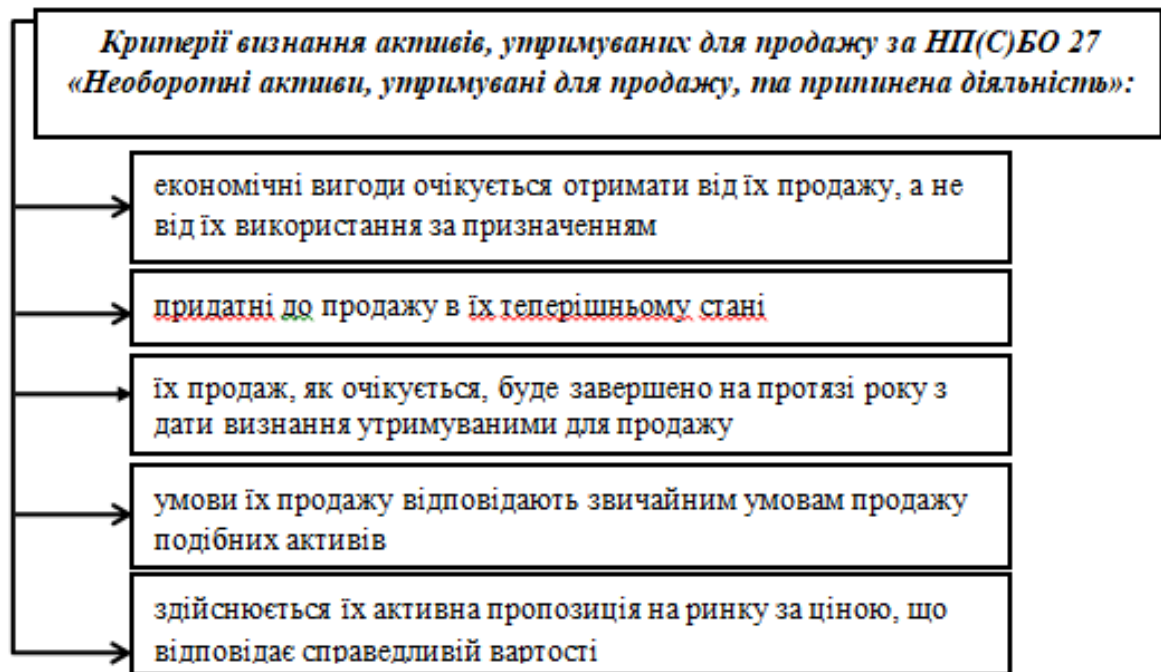 Критерії визнання активів, утримуваних для продажу за НП(С)БО 27
«Необоротні активи, утримувані для продажу, та припинена діяльність»:
економічні вигоди очікується отримати від їх продажу, а не
від їх використання за призначенням
придатні до продажу в їх теперішньому стані
їх продаж, як очікується, буде завершено на протязі року з
дати визнання утримуваними для продажу
умови їх продажу відповідають звичайним умовам продажу
подібних активів
здійснюється їх активна пропозиція на ринку за ціною, що
відповідає справедливій вартості